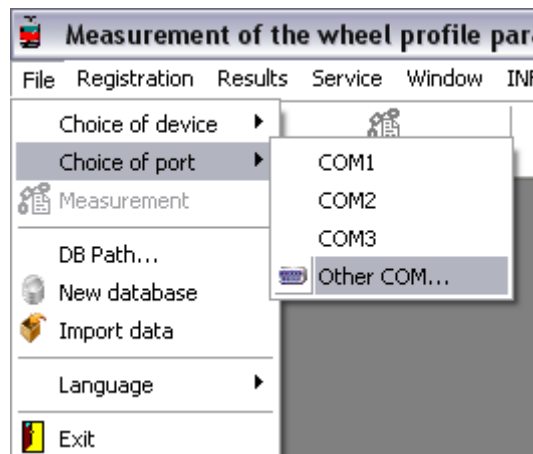 Measurement of the wheel profile
File Registration Results Service Window
Choice of device
Choice of port
Measurement
DB Path...
New database
Import data
Language
Exit
COM1
COM2
COM3
Other COM...